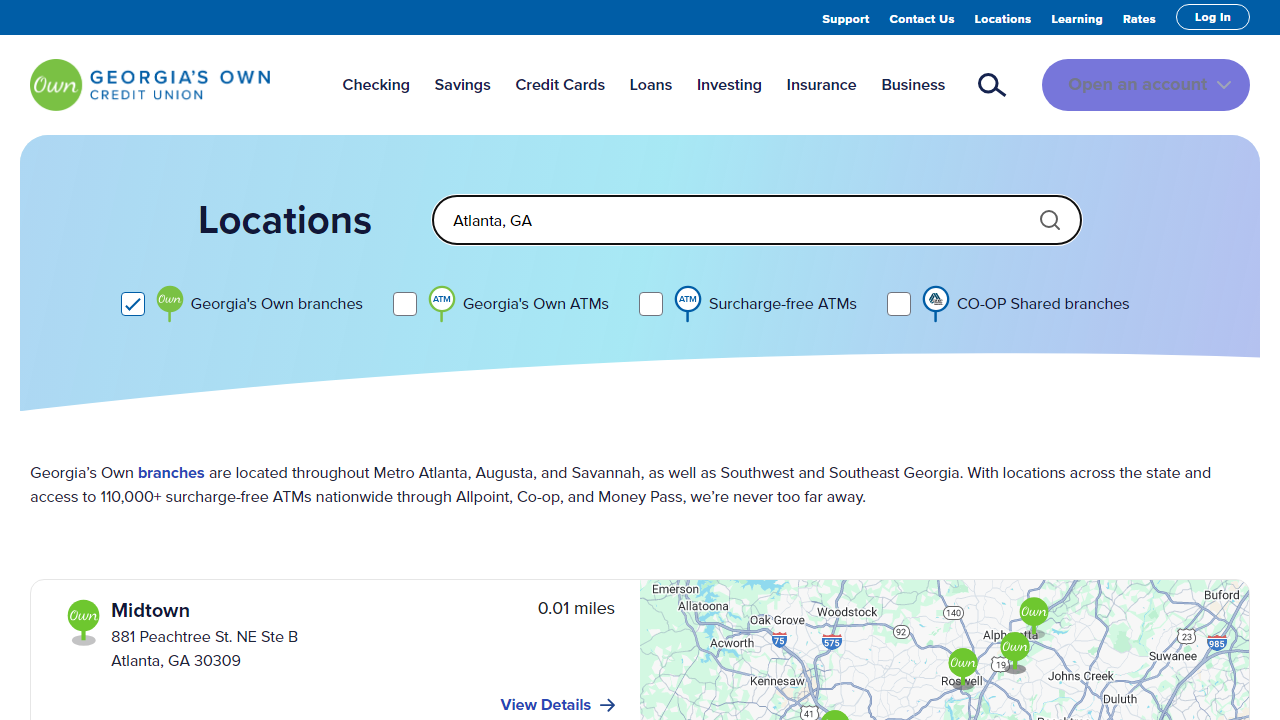 Support Contact Us Locations Learning Rates Log In
Own GEORGIA'S OWN
CREDIT UNION
Checking Savings Credit Cards Loans Investing Insurance Business Open an account
Locations
Atlanta, GA
Own Georgia's Own branches ATM Georgia's Own ATMs ATM Surcharge-free ATMs CO-OP Shared branches
Georgia’s Own branches are located throughout Metro Atlanta, Augusta, and Savannah, as well as Southwest and Southeast Georgia. With locations across the state and
access to 110,000+ surcharge-free ATMs nationwide through Allpoint, Co-op, and Money Pass, we’re never too far away.
Own Midtown 0.01 miles
881 Peachtree St. NE Ste B
Atlanta, GA 30309
View Details
Emerson
Allatoona
Woodstock
140
Own
Buford
Oak Grove
92
Acworth
75
575
23
985
Own
19
Suwanee
Own
Roswell
Kennesaw
Johns Creek
Duluth
41